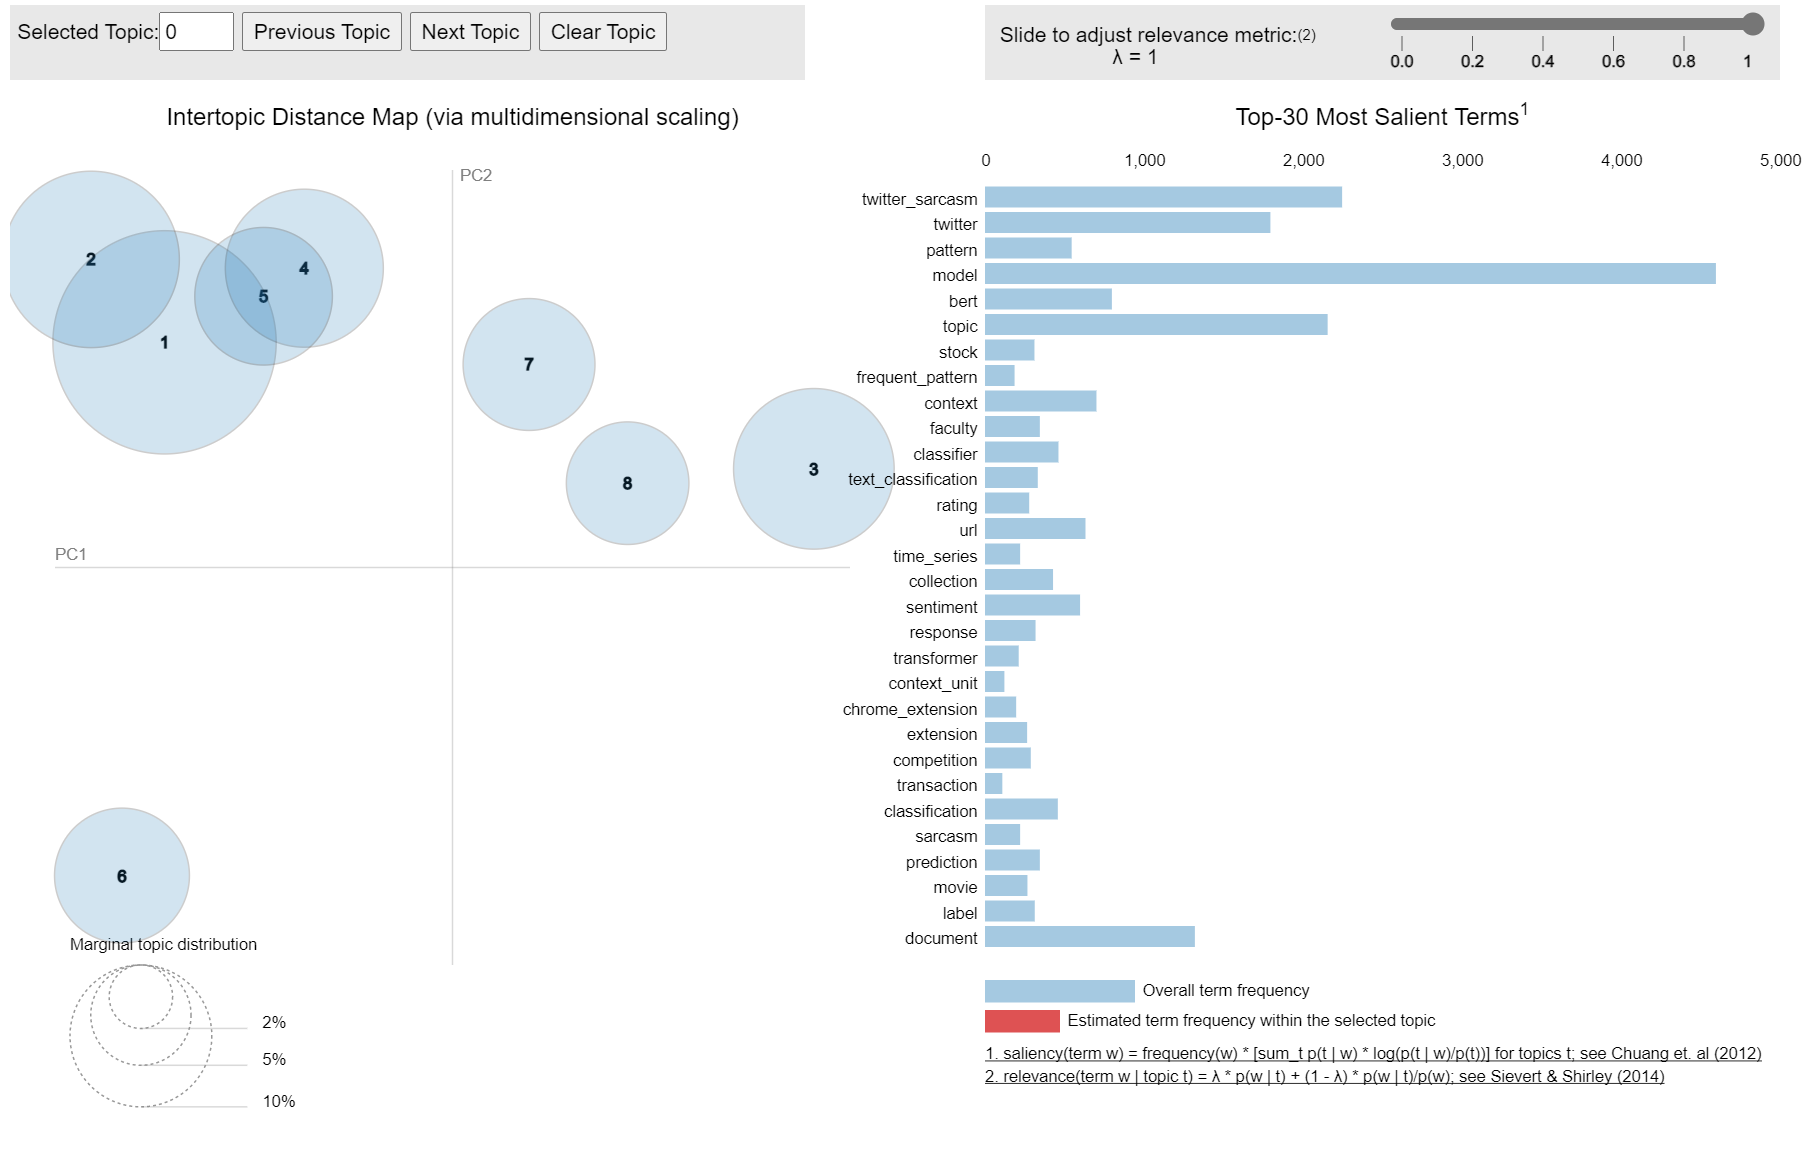 Selected Topic: 0 Previous Topic Next Topic Clear Topic
Slide to adjust relevance metric:(2)
λ = 1
0.0 0.2 0.4 0.6 0.8 1
Intertopic Distance Map (via multidimensional scaling)
PC2
PC1
2
4
5
1
7
3
8
6
Marginal topic distribution
2%
5%
10%
Top-30 Most Salient Terms1
0 1,000 2,000 3,000 4,000 5,000
twitter_sarcasm
twitter
pattern
model
bert
topic
stock
frequent_pattern
context
faculty
classifier
text_classification
rating
url
time_series
collection
sentiment
response
transformer
context_unit
chrome_extension
extension
competition
transaction
classification
sarcasm
prediction
movie
label
document
Overall term frequency
Estimated term frequency within the selected topic
1. saliency(term w) = frequency(w) * [sum_t p(t | w) * log(p(t | w)/p(t))] for topics t; see Chuang et. al (2012)
2. relevance(term w | topic t) = λ * p(w | t) + (1 - λ) * p(w | t)/p(w); see Sievert & Shirley (2014)